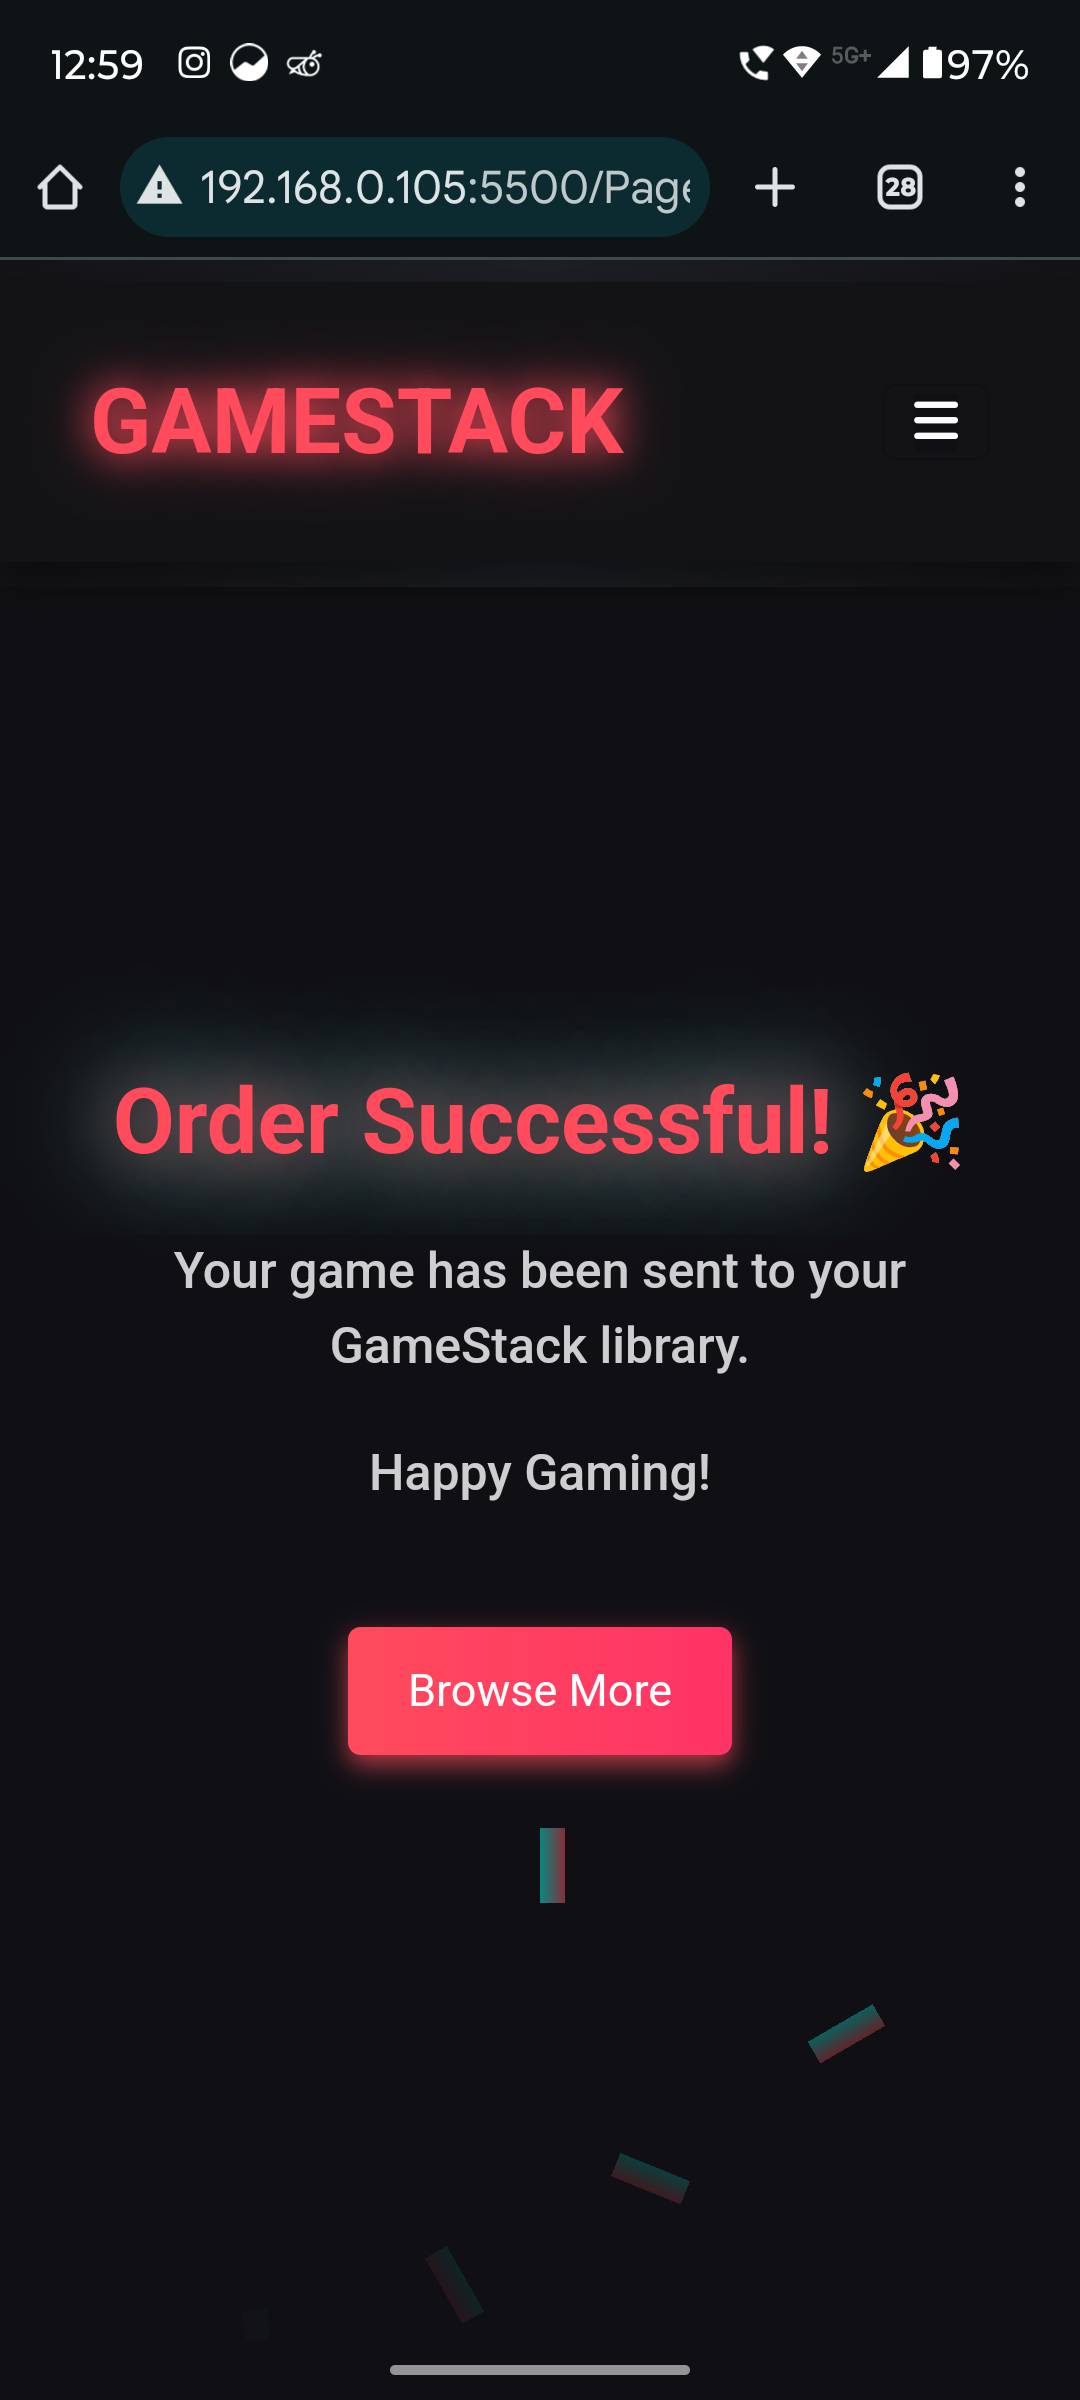 12:59
5G+
97%
192.168.0.105:5500/Page
28
GAMESTACK
Order Successful! 🎉
Your game has been sent to your
GameStack library.
Happy Gaming!
Browse More